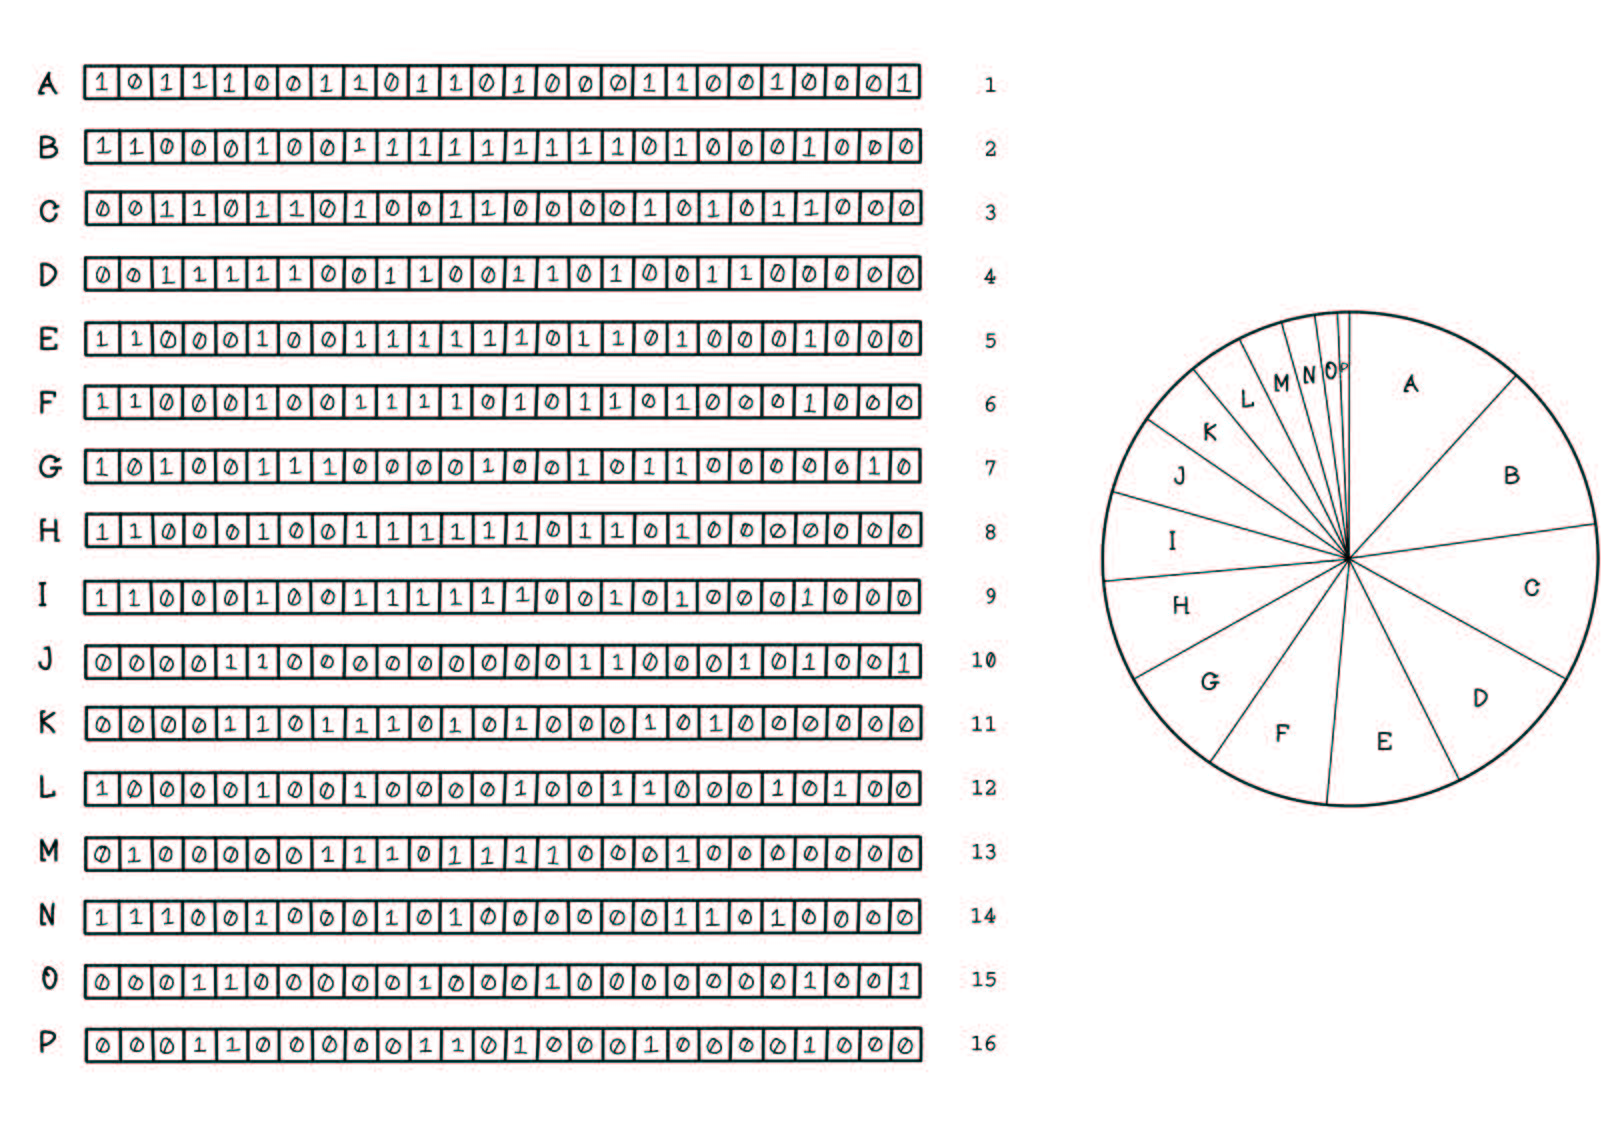 A 1 0 1 1 1 0 0 1 1 0 1 1 0 1 0 0 0 1 1 0 0 1 0 0 0 1 1
B 1 1 0 0 0 1 0 0 1 1 1 1 1 1 1 1 1 0 1 0 0 0 1 0 0 0 2
C 0 0 1 1 0 1 1 0 1 0 0 1 1 0 0 0 0 1 0 1 0 1 1 0 0 0 3
D 0 0 1 1 1 1 1 0 0 1 1 0 0 1 1 0 1 0 0 1 1 0 0 0 0 0 4
E 1 1 0 0 0 1 0 0 1 1 1 1 1 1 0 1 1 0 1 0 0 0 1 0 0 0 5
F 1 1 0 0 0 1 0 0 1 1 1 1 0 1 0 1 1 0 1 0 0 0 1 0 0 0 6
G 1 0 1 0 0 1 1 1 0 0 0 0 1 0 0 1 0 1 1 0 0 0 0 0 1 0 7
H 1 1 0 0 0 1 0 0 1 1 1 1 1 1 0 1 1 0 1 0 0 0 0 0 0 0 8
I 1 1 0 0 0 1 0 0 1 1 1 1 1 1 0 0 1 0 1 0 0 0 1 0 0 0 9
J 0 0 0 0 1 1 0 0 0 0 0 0 0 0 0 1 1 0 0 0 1 0 1 0 0 1 10
K 0 0 0 0 1 1 0 1 1 1 0 1 0 1 0 0 0 1 0 1 0 0 0 0 0 0 11
L 1 0 0 0 0 1 0 0 1 0 0 0 0 1 0 0 1 1 0 0 0 1 0 1 0 0 12
M 0 1 0 0 0 0 0 1 1 1 0 1 1 1 1 0 0 0 1 0 0 0 0 0 0 0 13
N 1 1 1 0 0 1 0 0 0 1 0 1 0 0 0 0 0 0 1 1 0 1 0 0 0 0 14
O 0 0 0 1 1 0 0 0 0 0 1 0 0 0 1 0 0 0 0 0 0 0 1 0 0 1 15
P 0 0 0 1 1 0 0 0 0 0 1 1 0 1 0 0 0 1 0 0 0 0 1 0 0 0 16
A
B
C
D
E
F
G
H
I
J
K
L
M
N
O
P